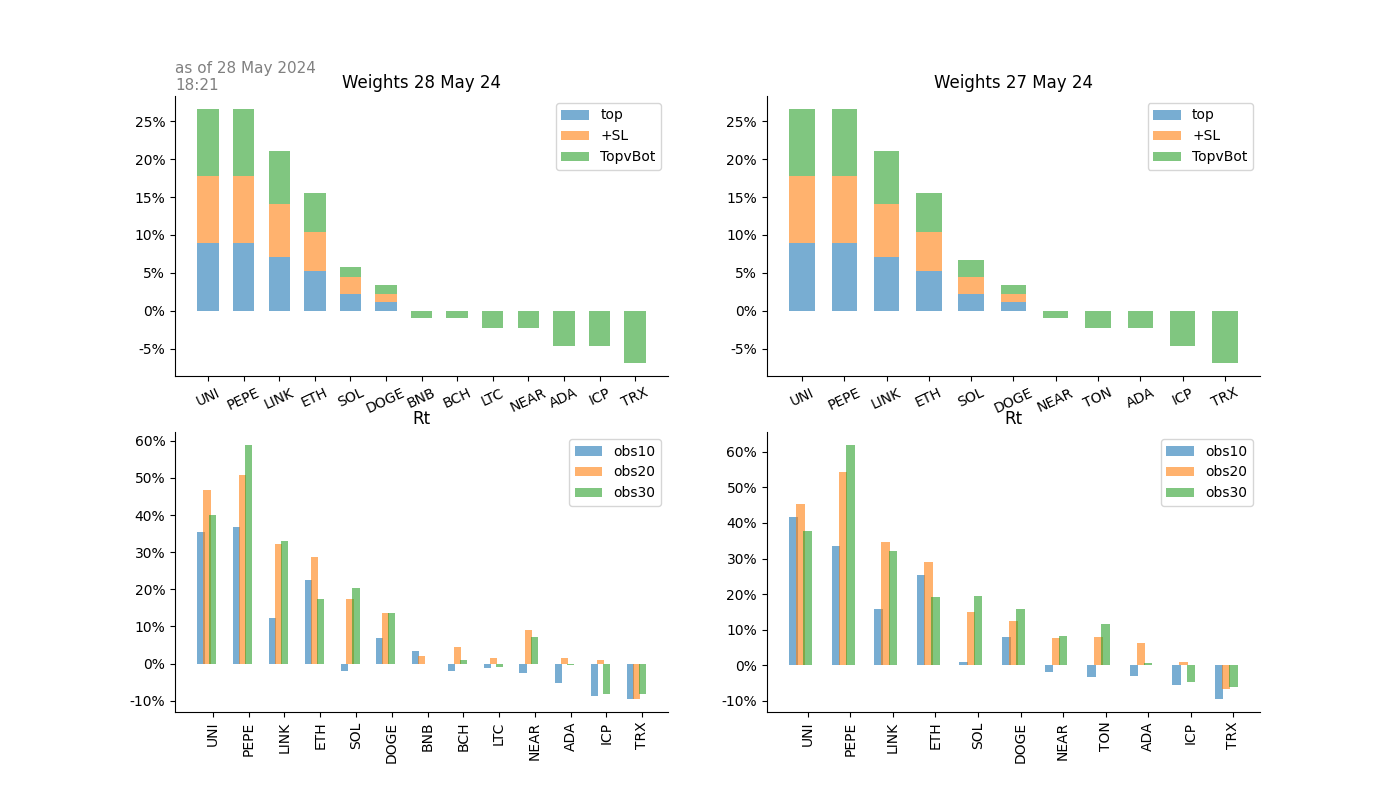 as of 28 May 2024
18:21
Weights 28 May 24
25%
20%
15%
10%
5%
0%
-5%
top
+SL
TopvBot
UNI PEPE LINK ETH SOL DOGE BNB BCH LTC NEAR ADA ICP TRX
Weights 27 May 24
25%
20%
15%
10%
5%
0%
-5%
top
+SL
TopvBot
UNI PEPE LINK ETH SOL DOGE NEAR TON ADA ICP TRX
Rt
60%
50%
40%
30%
20%
10%
0%
-10%
obs10
obs20
obs30
UNI PEPE LINK ETH SOL DOGE BNB BCH LTC NEAR ADA ICP TRX
Rt
60%
50%
40%
30%
20%
10%
0%
-10%
obs10
obs20
obs30
UNI PEPE LINK ETH SOL DOGE NEAR TON ADA ICP TRX